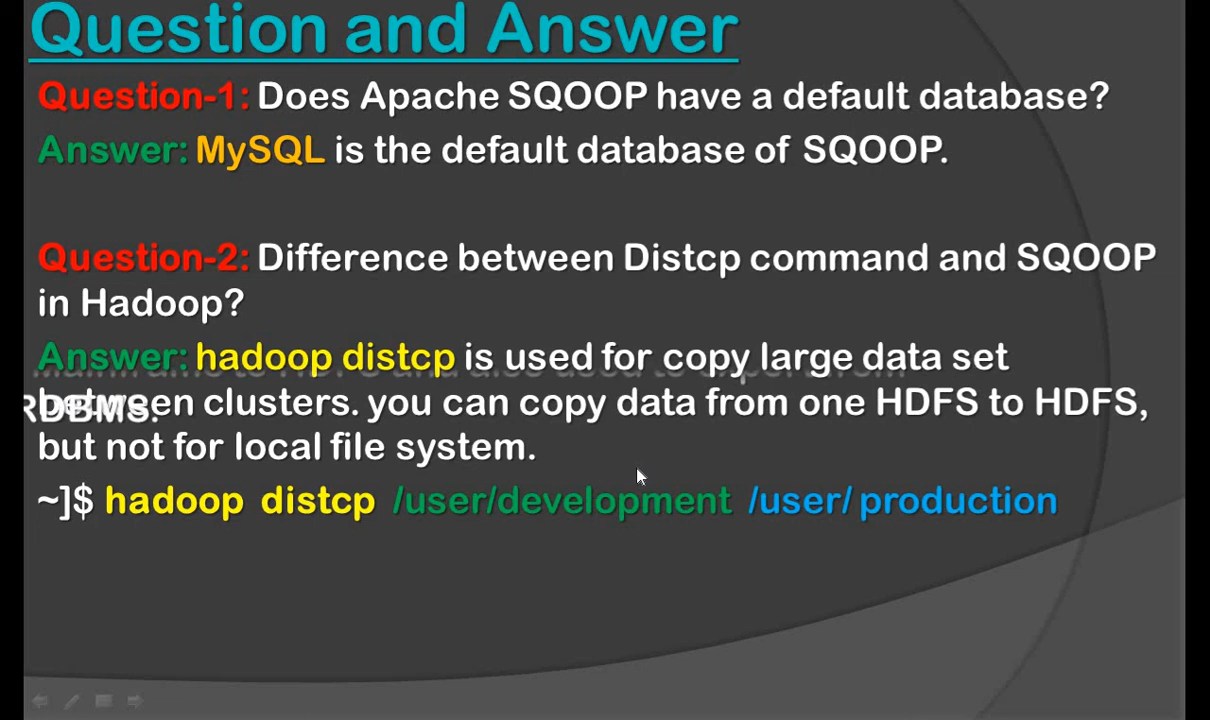 Question and Answer
Question-1: Does Apache SQOOP have a default database?
Answer: MySQL is the default database of SQOOP.
Question-2: Difference between Distcp command and SQOOP
in Hadoop?
Answer: hadoop distcp is used for copy large data set
between clusters. you can copy data from one HDFS to HDFS,
but not for local file system.
~]$ hadoop distcp /user/development /user/ production
RDBMS.